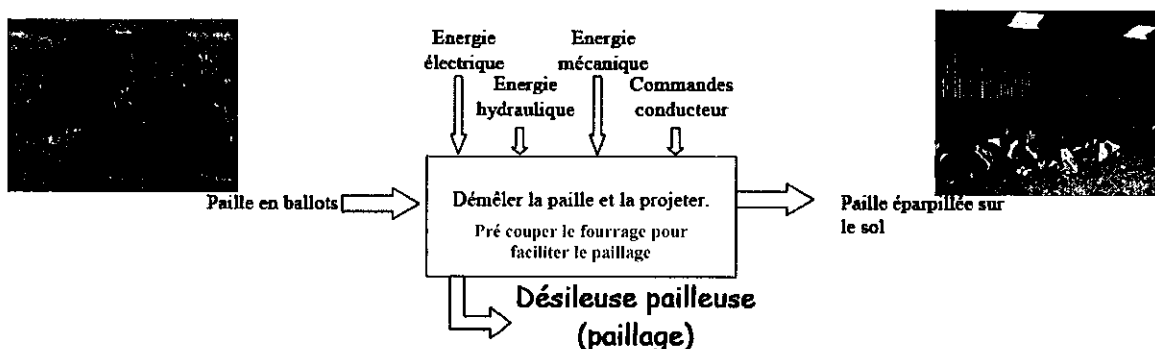 Energie
électrique
Energie
mécanique
Energie
hydraulique
Commandes
conducteur
Paille en ballots
Démêler la paille et la projeter.
Pré couper le fourrage pour
faciliter le paillage
Paille éparpillée sur
le sol
Désileuse pailleuse
(paillage)